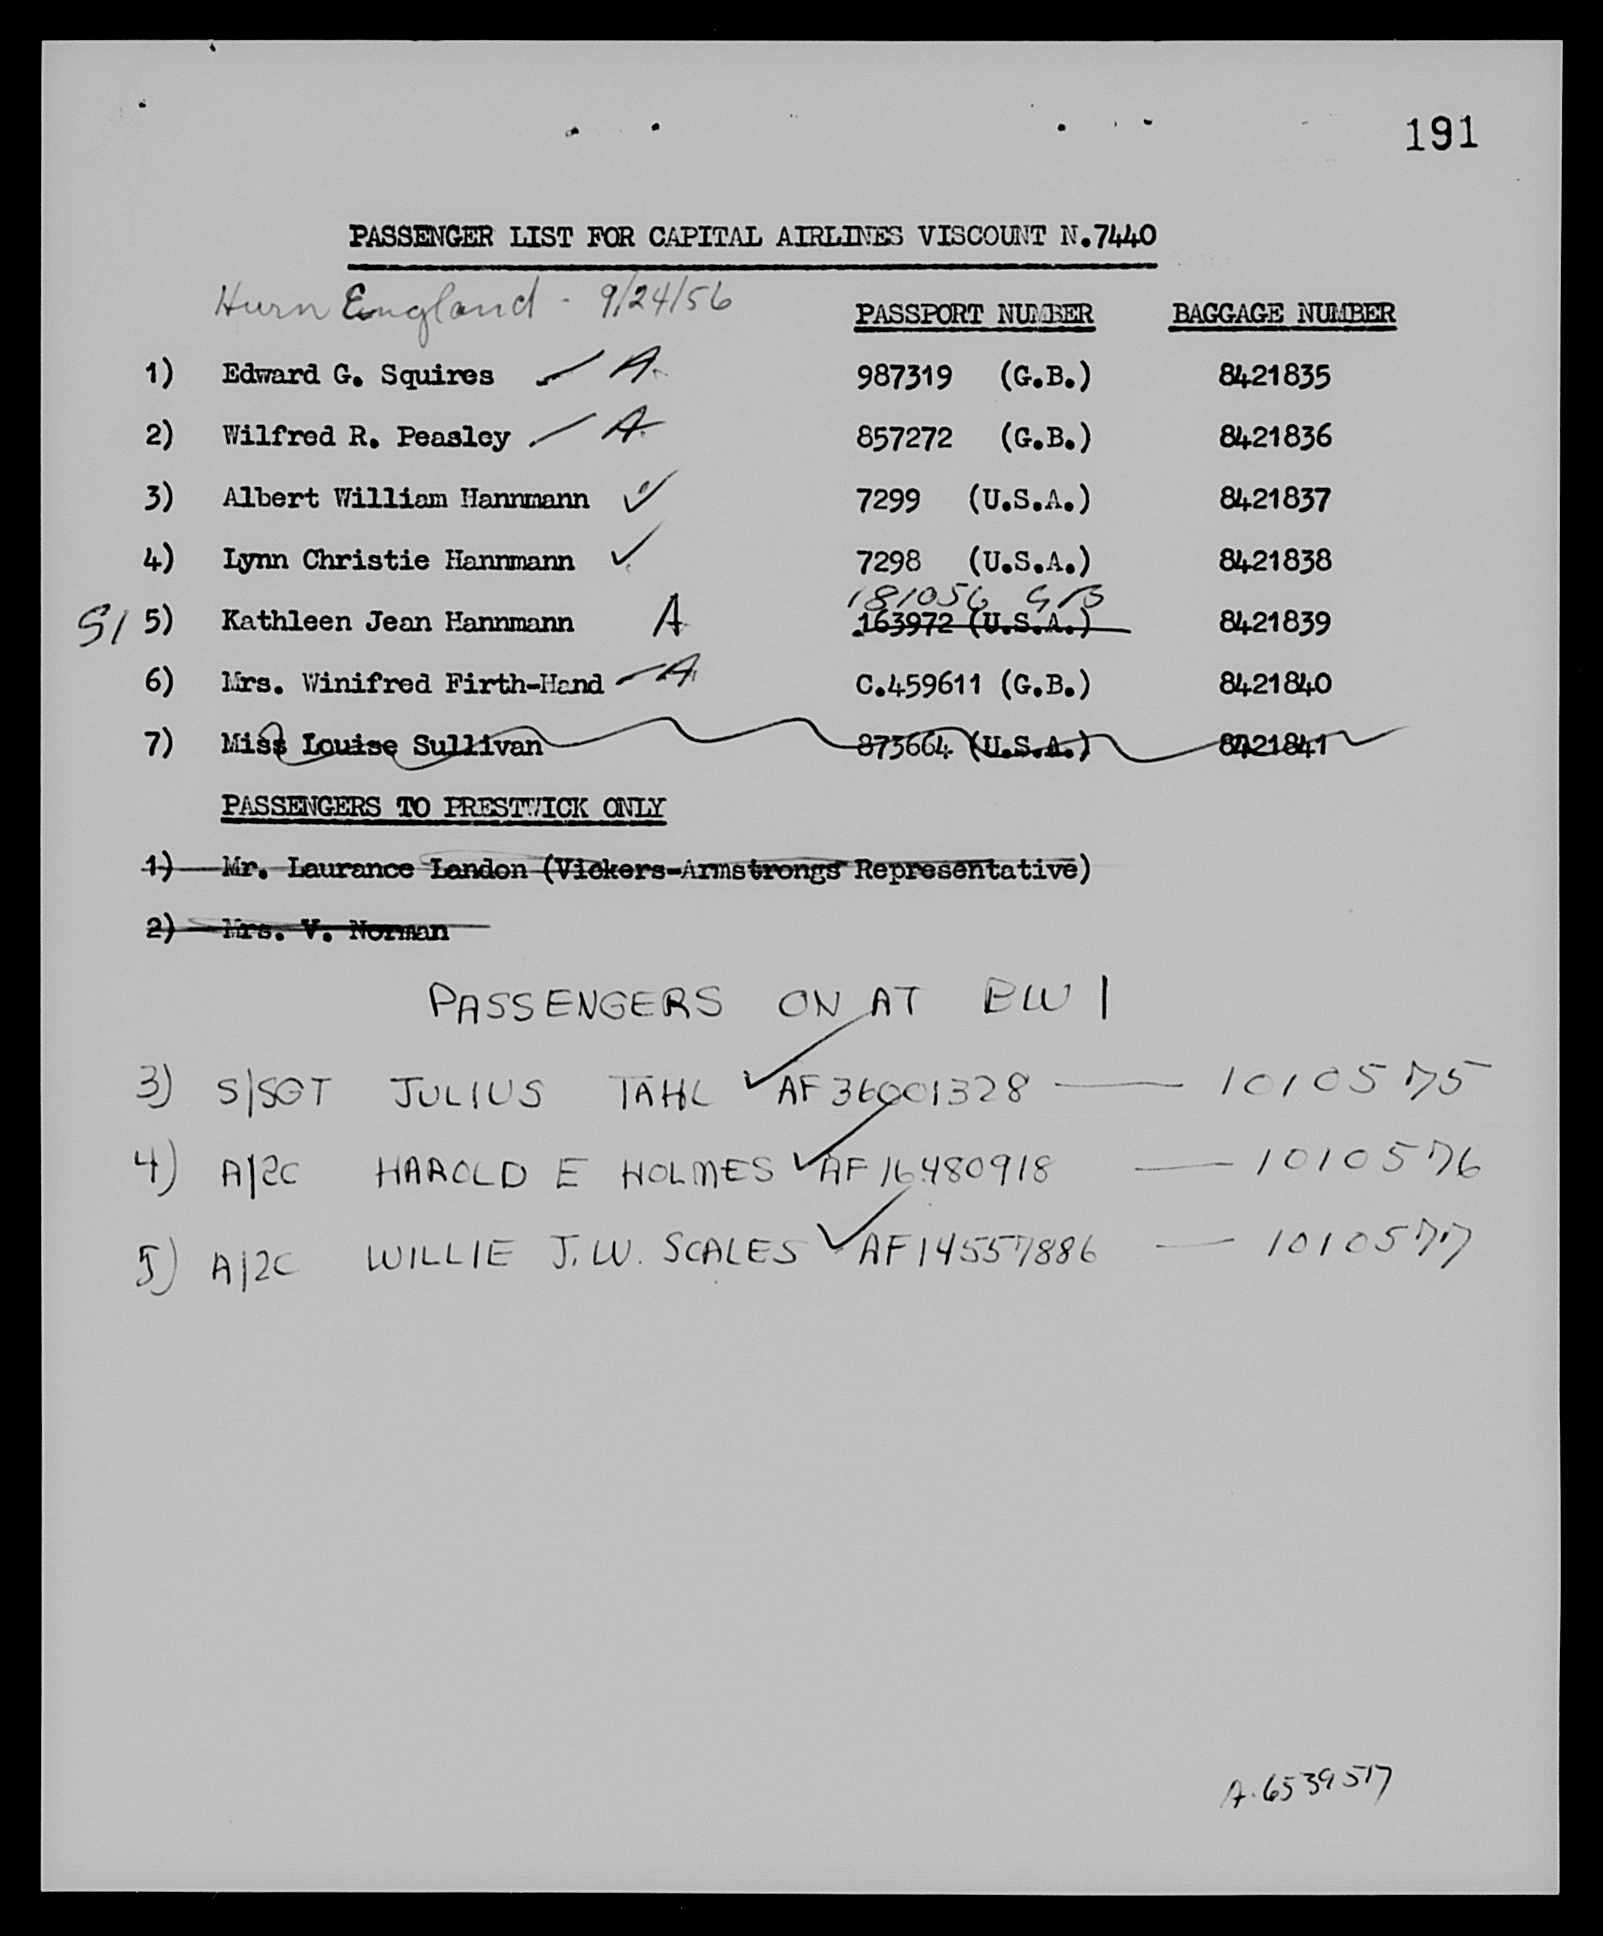 191
PASSENGER LIST FOR CAPITAL AIRLINES VISCOUNT N.7440
Hurn England - 9/24/56
PASSPORT NUMBER BAGGAGE NUMBER
1) Edward G. Squires A 987319 (G.B.) 8421835
2) Wilfred R. Peasley A 857272 (G.B.) 8421836
3) Albert William Hannmann ✓ 7299 (U.S.A.) 8421837
4) Lynn Christie Hannmann ✓ 7298 (U.S.A.) 8421838
181056 G B
5) Kathleen Jean Hannmann A 163972 (U.S.A.) 8421839
6) Mrs. Winifred Firth-Hand A C.459611 (G.B.) 8421840
7) Miss Louise Sullivan 873664 (U.S.A.) 8421841
PASSENGERS TO PRESTWICK ONLY
1) Mr. Laurance Landon (Vickers-Armstrongs Representative)
2) Mrs. V. Norman
PASSENGERS ON AT BW 1
3) S/SGT JULIUS TAHL ✓ AF36001328 — 1010575
4) A/2C HAROLD E HOLMES ✓ AF16480918 — 1010576
5) A/2C WILLIE J.W. SCALES ✓ AF14557886 — 1010577
A.6539517